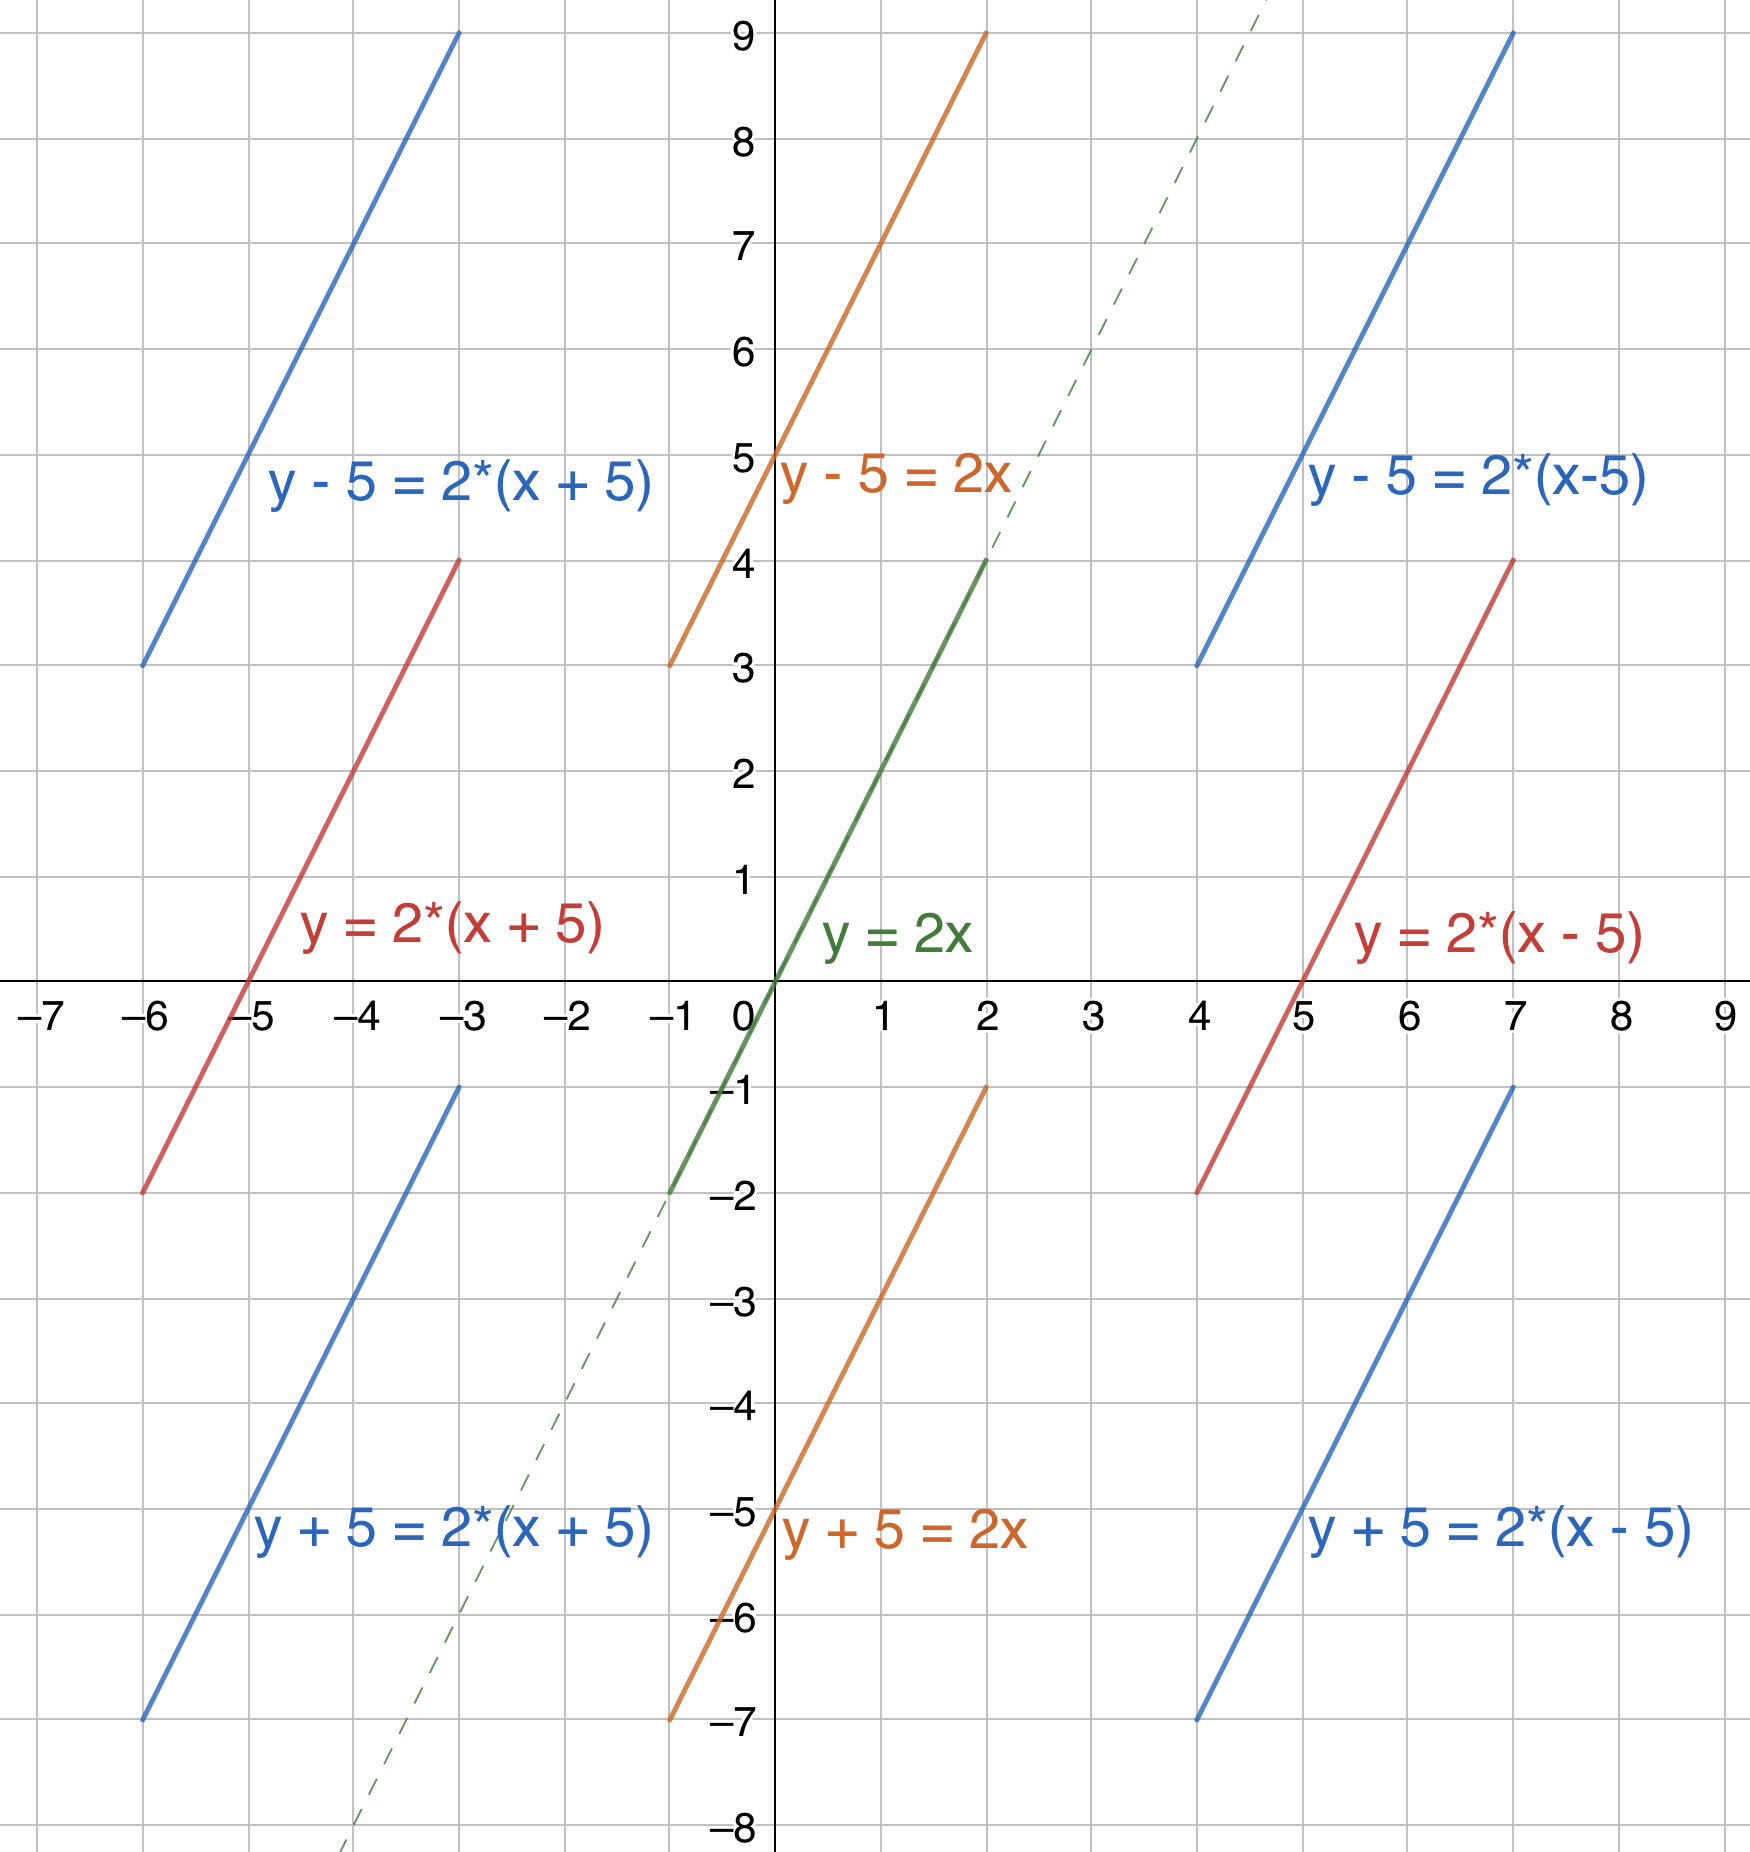 9
8
7
6
5
y - 5 = 2*(x + 5)
y - 5 = 2x
y - 5 = 2*(x-5)
4
3
2
1
y = 2*(x + 5)
y = 2x
y = 2*(x - 5)
–7 –6 –5 –4 –3 –2 –1 0 1 2 3 4 5 6 7 8 9
–1
–2
–3
–4
–5
y + 5 = 2*(x + 5)
y + 5 = 2x
y + 5 = 2*(x - 5)
–6
–7
–8